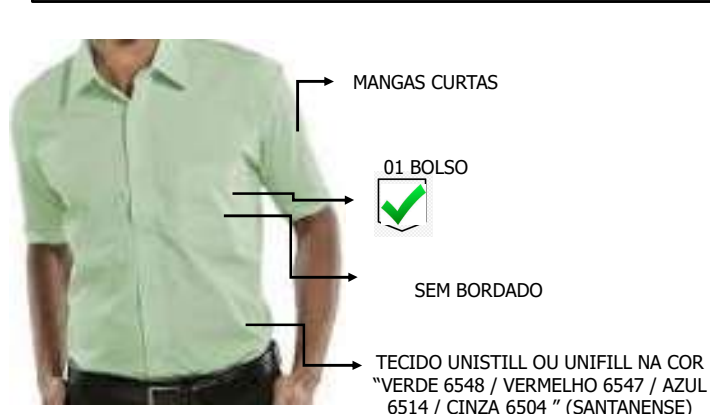 MANGAS CURTAS
01 BOLSO
SEM BORDADO
TECIDO UNISTILL OU UNIFILL NA COR
“VERDE 6548 / VERMELHO 6547 / AZUL
6514 / CINZA 6504 ” (SANTANENSE)